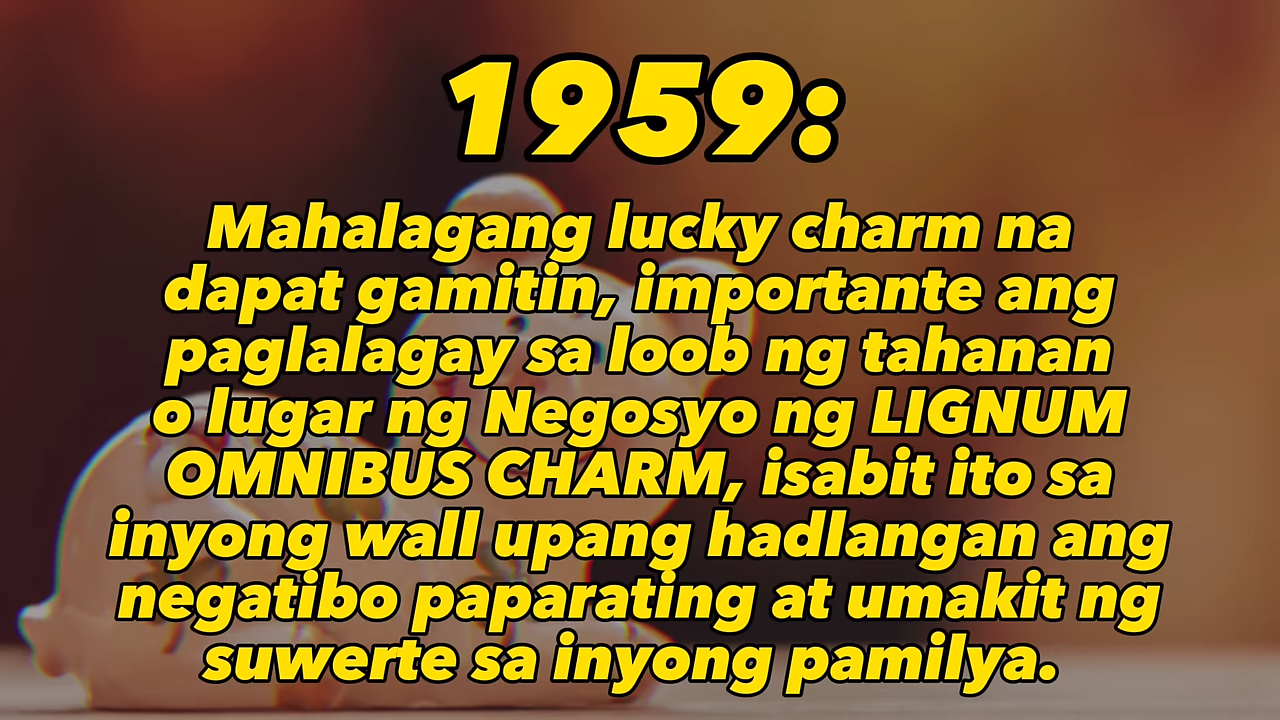 1959:
Mahalagang lucky charm na
dapat gamitin, importante ang
paglalagay sa loob ng tahanan
o lugar ng Negosyo ng LIGNUM
OMNIBUS CHARM, isabit ito sa
inyong wall upang hadlangan ang
negatibo paparating at umakit ng
suwerte sa inyong pamilya.